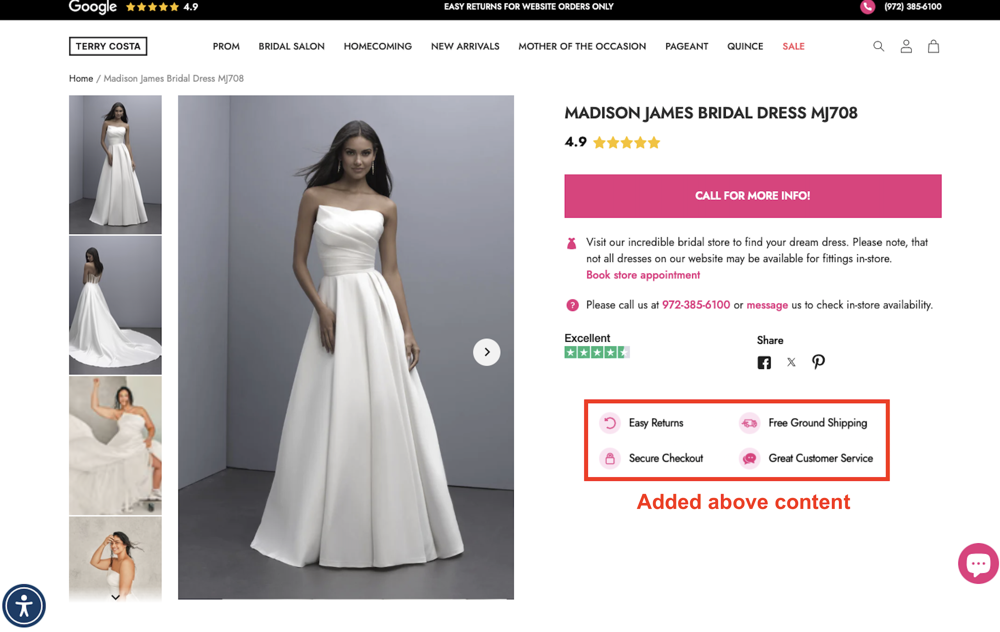 Google 4.9
EASY RETURNS FOR WEBSITE ORDERS ONLY
(972) 385-6100
TERRY COSTA
PROM
BRIDAL SALON
HOMECOMING
NEW ARRIVALS
MOTHER OF THE OCCASION
PAGEANT
QUINCE
SALE
Home / Madison James Bridal Dress MJ708
MADISON JAMES BRIDAL DRESS MJ708
4.9
CALL FOR MORE INFO!
Visit our incredible bridal store to find your dream dress. Please note, that
not all dresses on our website may be available for fittings in-store.
Book store appointment
Please call us at 972-385-6100 or message us to check in-store availability.
Excellent
Share
Easy Returns
Free Ground Shipping
Secure Checkout
Great Customer Service
Added above content